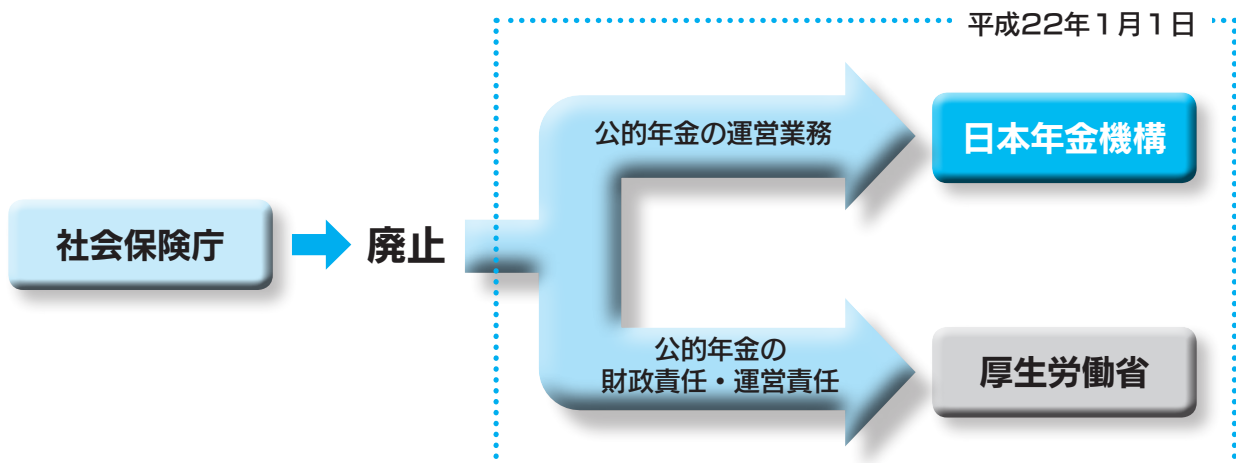 平成22年１月１日
公的年金の運営業務
日本年金機構
社会保険庁
廃止
公的年金の
財政責任・運営責任
厚生労働省